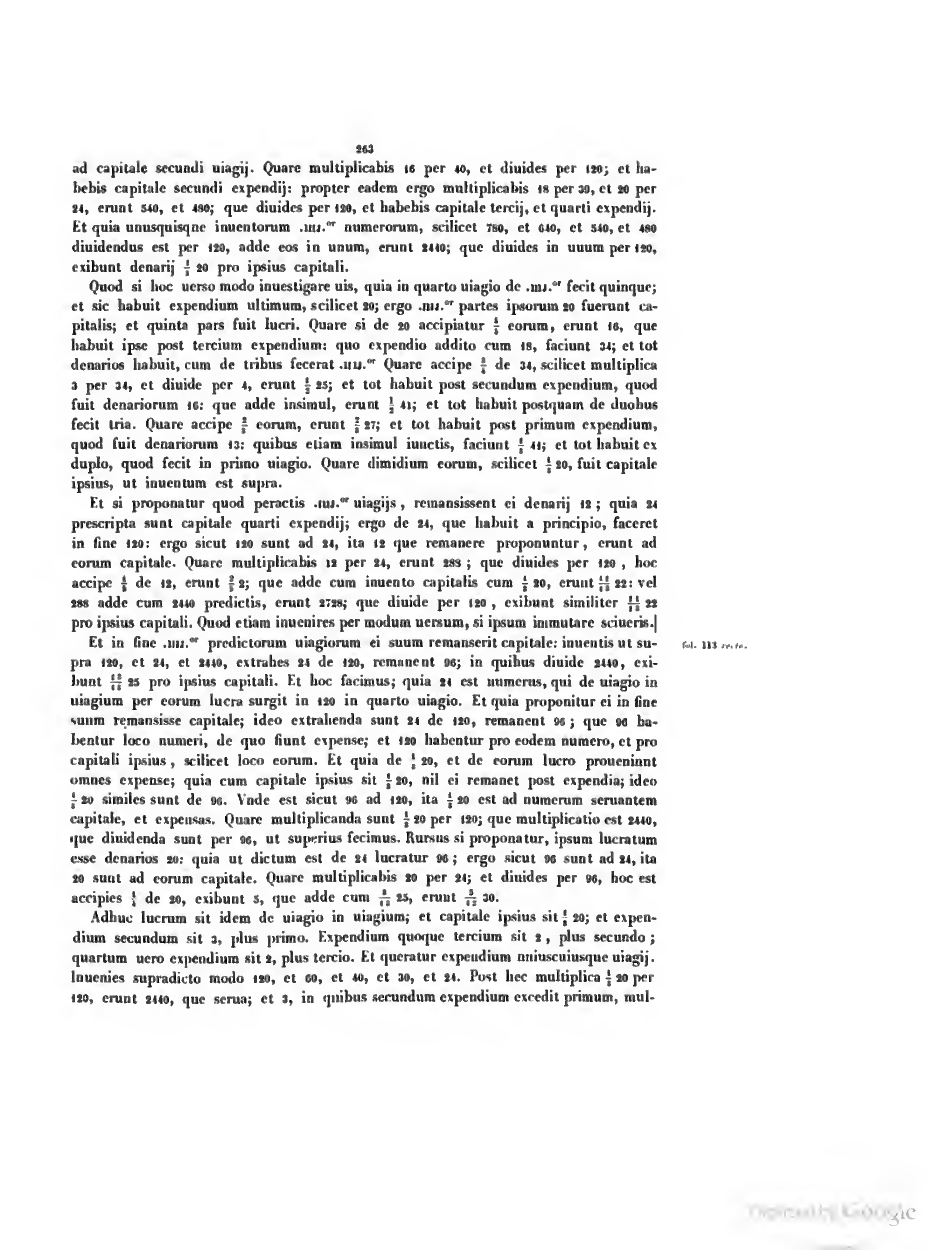 263
ad capitale secundi uiagij. Quare multiplicabis 16 per 40, et diuides per 120; et ha-
bebis capitale secundi expendij: propter eadem ergo multiplicabis 18 per 30, et 20 per
24, erunt 540, et 480; que diuides per 120, et habebis capitale tercij, et quarti expendij.
Et quia unusquisqne inuentorum .IIIJ.or numerorum, scilicet 780, et 640, et 540, et 480
diuidendus est per 120, adde eos in unum, erunt 2440; que diuides in uuum per 120,
exibunt denarij 1/3 20 pro ipsius capitali.
Quod si hoc uerso modo inuestigare uis, quia in quarto uiagio de .IIIJ.or fecit quinque;
et sic habuit expendium ultimum, scilicet 20; ergo .IIIJ.or partes ipsorum 20 fuerunt ca-
pitalis; et quinta pars fuit lucri. Quare si de 20 accipiatur 4/5 eorum, erunt 16, que
habuit ipse post tercium expendium: quo expendio addito cum 18, faciunt 34; et tot
denarios habuit, cum de tribus fecerat .IIIJ.or Quare accipe 3/4 de 34, scilicet multiplica
3 per 34, et diuide per 4, erunt 1/2 25; et tot habuit post secundum expendium, quod
fuit denariorum 16: que adde insimul, erunt 1/2 41; et tot habuit postquam de duobus
fecit tria. Quare accipe 2/3 eorum, erunt 2/3 27; et tot habuit post primum expendium,
quod fuit denariorum 13: quibus etiam insimul iunctis, faciunt 1/3 41; et tot habuit ex
duplo, quod fecit in primo uiagio. Quare dimidium eorum, scilicet 1/3 20, fuit capitale
ipsius, ut inuentum est supra.
Et si proponatur quod peractis .IIIJ.or uiagijs, remansissent ei denarij 12; quia 24
prescripta sunt capitale quarti expendij; ergo de 24, que habuit a principio, faceret
in fine 120: ergo sicut 120 sunt ad 24, ita 12 que remanere proponuntur, erunt ad
eorum capitale. Quare multiplicabis 12 per 24, erunt 288; que diuides per 120, hoc
accipe 1/5 de 12, erunt 2/5 2; que adde cum inuento capitalis cum 1/3 20, erunt 11/15 22: vel
288 adde cum 2440 predictis, erunt 2728; que diuide per 120, exibunt similiter 11/15 22
pro ipsius capitali. Quod etiam inuenires per modum uersum, si ipsum immutare sciueris.|
Et in fine .IIIJ.or predictorum uiagiorum ei suum remanserit capitale: inuentis ut su-
fol. 113 recto.
pra 120, et 24, et 2440, extrahes 24 de 120, remanent 96; in quibus diuide 2440, exi-
bunt 5/12 25 pro ipsius capitali. Et hoc facimus; quia 24 est numerus, qui de uiagio in
uiagium per eorum lucra surgit in 120 in quarto uiagio. Et quia proponitur ei in fine
suum remansisse capitale; ideo extrahenda sunt 24 de 120, remanent 96; que 96 ha-
bentur loco numeri, de quo fiunt expense; et 120 habentur pro eodem numero, et pro
capitali ipsius, scilicet loco eorum. Et quia de 1/3 20, et de eorum lucro proueniunt
omnes expense; quia cum capitale ipsius sit 1/3 20, nil ei remanet post expendia; ideo
1/3 20 similes sunt de 96. Vnde est sicut 96 ad 120, ita 1/3 20 est ad numerum seruantem
capitale, et expensas. Quare multiplicanda sunt 1/3 20 per 120; que multiplicatio est 2440,
que diuidenda sunt per 96, ut superius fecimus. Rursus si proponatur, ipsum lucratum
esse denarios 20: quia ut dictum est de 24 lucratur 96; ergo sicut 96 sunt ad 24, ita
20 sunt ad eorum capitale. Quare multiplicabis 20 per 24; et diuides per 96, hoc est
accipies 1/4 de 20, exibunt 5, que adde cum 5/12 25, erunt 5/12 30.
Adhuc lucrum sit idem de uiagio in uiagium; et capitale ipsius sit 1/3 20; et expen-
dium secundum sit 3, plus primo. Expendium quoque tercium sit 2, plus secundo;
quartum uero expendium sit 2, plus tercio. Et queratur expendium uniuscuiusque uiagij.
Inuenies supradicto modo 120, et 60, et 40, et 30, et 24. Post hec multiplica 1/3 20 per
120, erunt 2440, que serua; et 3, in quibus secundum expendium excedit primum, mul-
Digitized by Google